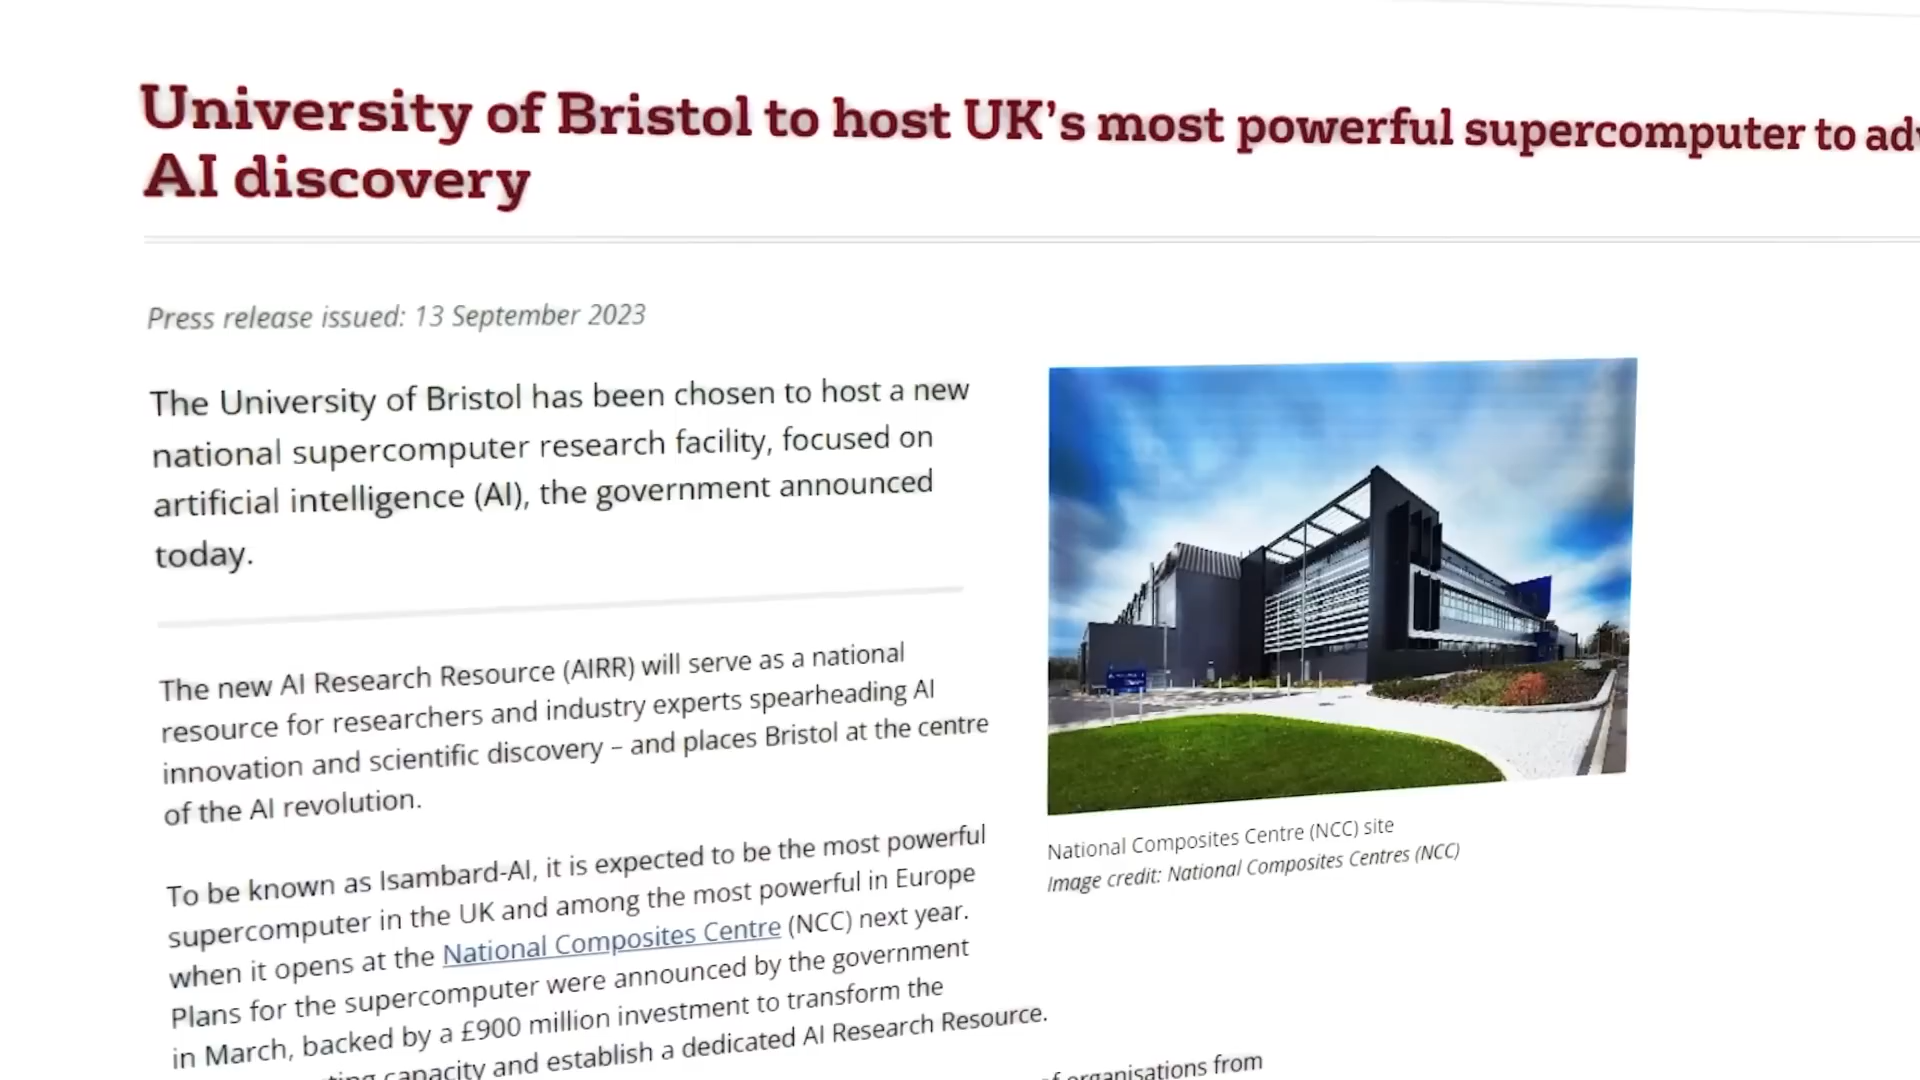 University of Bristol to host UK’s most powerful supercomputer to
AI discovery
Press release issued: 13 September 2023
The University of Bristol has been chosen to host a new
national supercomputer research facility, focused on
artificial intelligence (AI), the government announced
today.
The new AI Research Resource (AIRR) will serve as a national
resource for researchers and industry experts spearheading AI
innovation and scientific discovery – and places Bristol at the centre
of the AI revolution.
To be known as Isambard-AI, it is expected to be the most powerful
supercomputer in the UK and among the most powerful in Europe
when it opens at the National Composites Centre (NCC) next year.
Plans for the supercomputer were announced by the government
in March, backed by a £900 million investment to transform the
capacity and establish a dedicated AI Research Resource.
organisations from
National Composites Centre (NCC) site
Image credit: National Composites Centres (NCC)